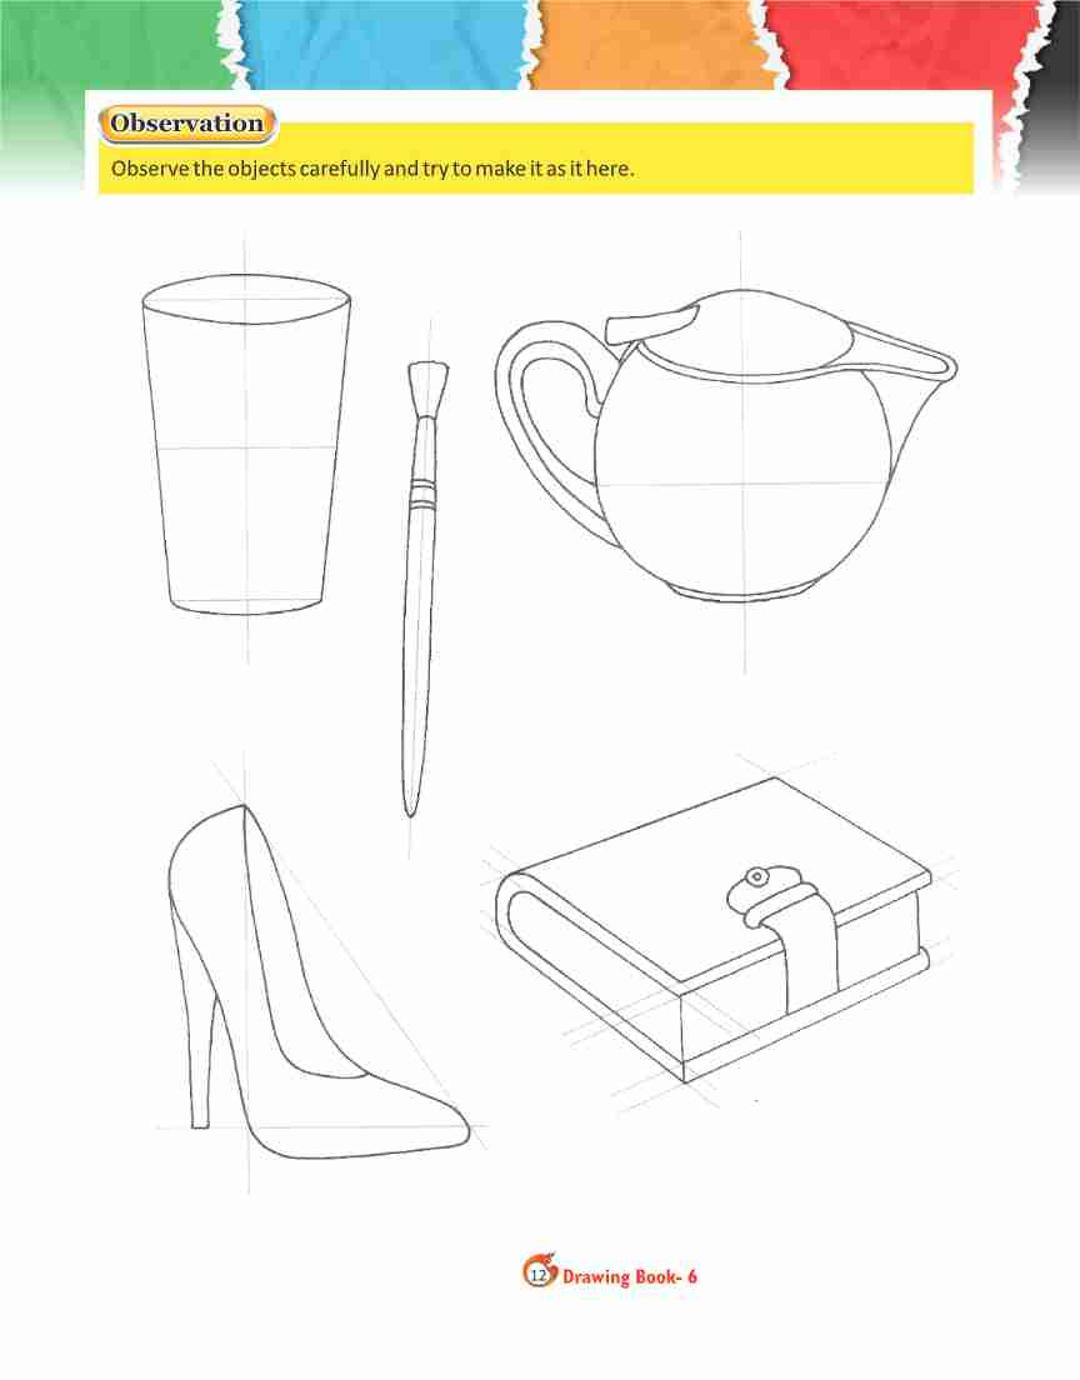 Observation
Observe the objects carefully and try to make it as it here.
12 Drawing Book- 6